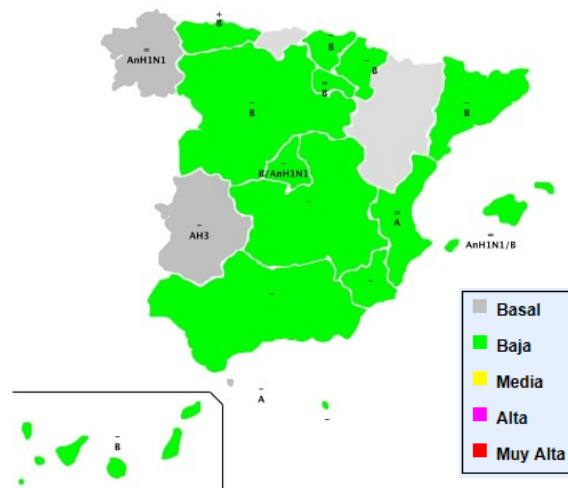 +
B
=
AnH1N1
–
B
–
B
=
B
–
B
–
B
–
B/AnH1N1
–
=
A
=
AnH1N1/B
–
AH3
–
–
–
A
–
–
B
Basal
Baja
Media
Alta
Muy Alta